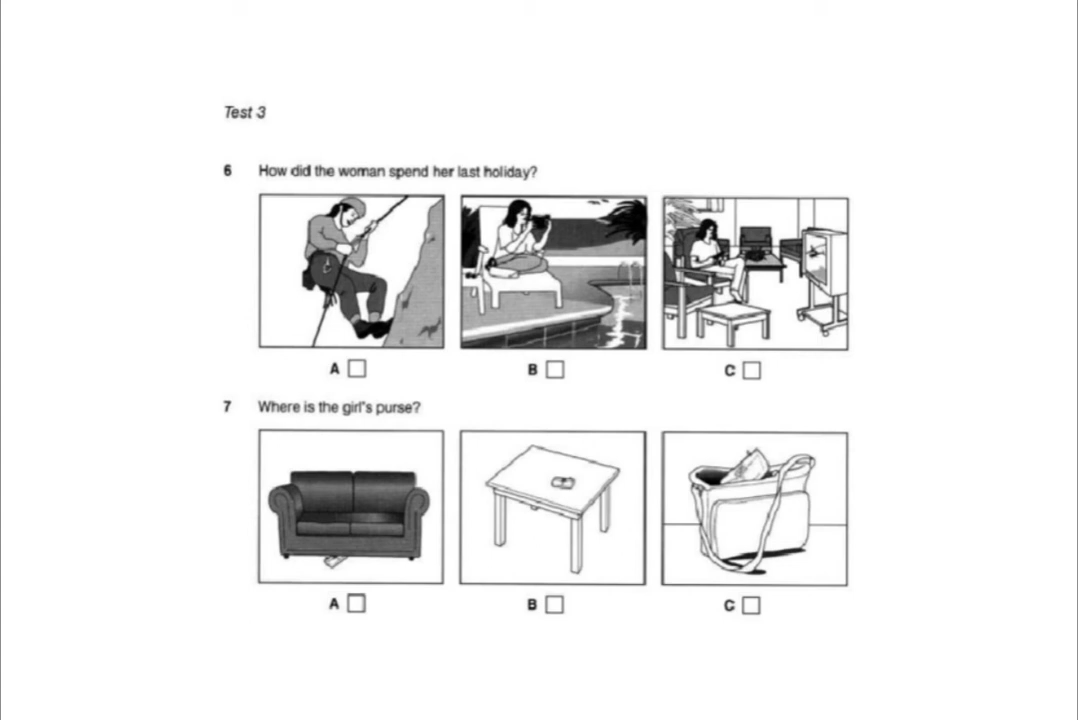 Test 3
6 How did the woman spend her last holiday?
A B C
7 Where is the girl's purse?
A B C